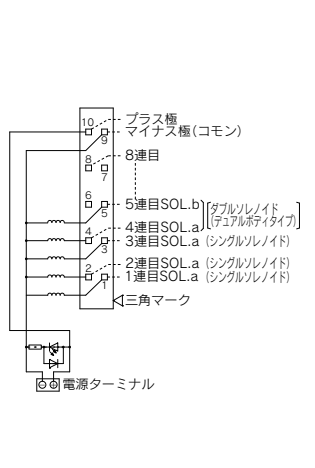 10 プラス極
9 マイナス極(コモン)
8 8連目
7
6
5 5連目SOL.b
ダブルソレノイド
(デュアルボディタイプ)
4 4連目SOL.a
3 3連目SOL.a (シングルソレノイド)
2 2連目SOL.a (シングルソレノイド)
1 1連目SOL.a (シングルソレノイド)
三角マーク
⊖ ⊕ 電源ターミナル